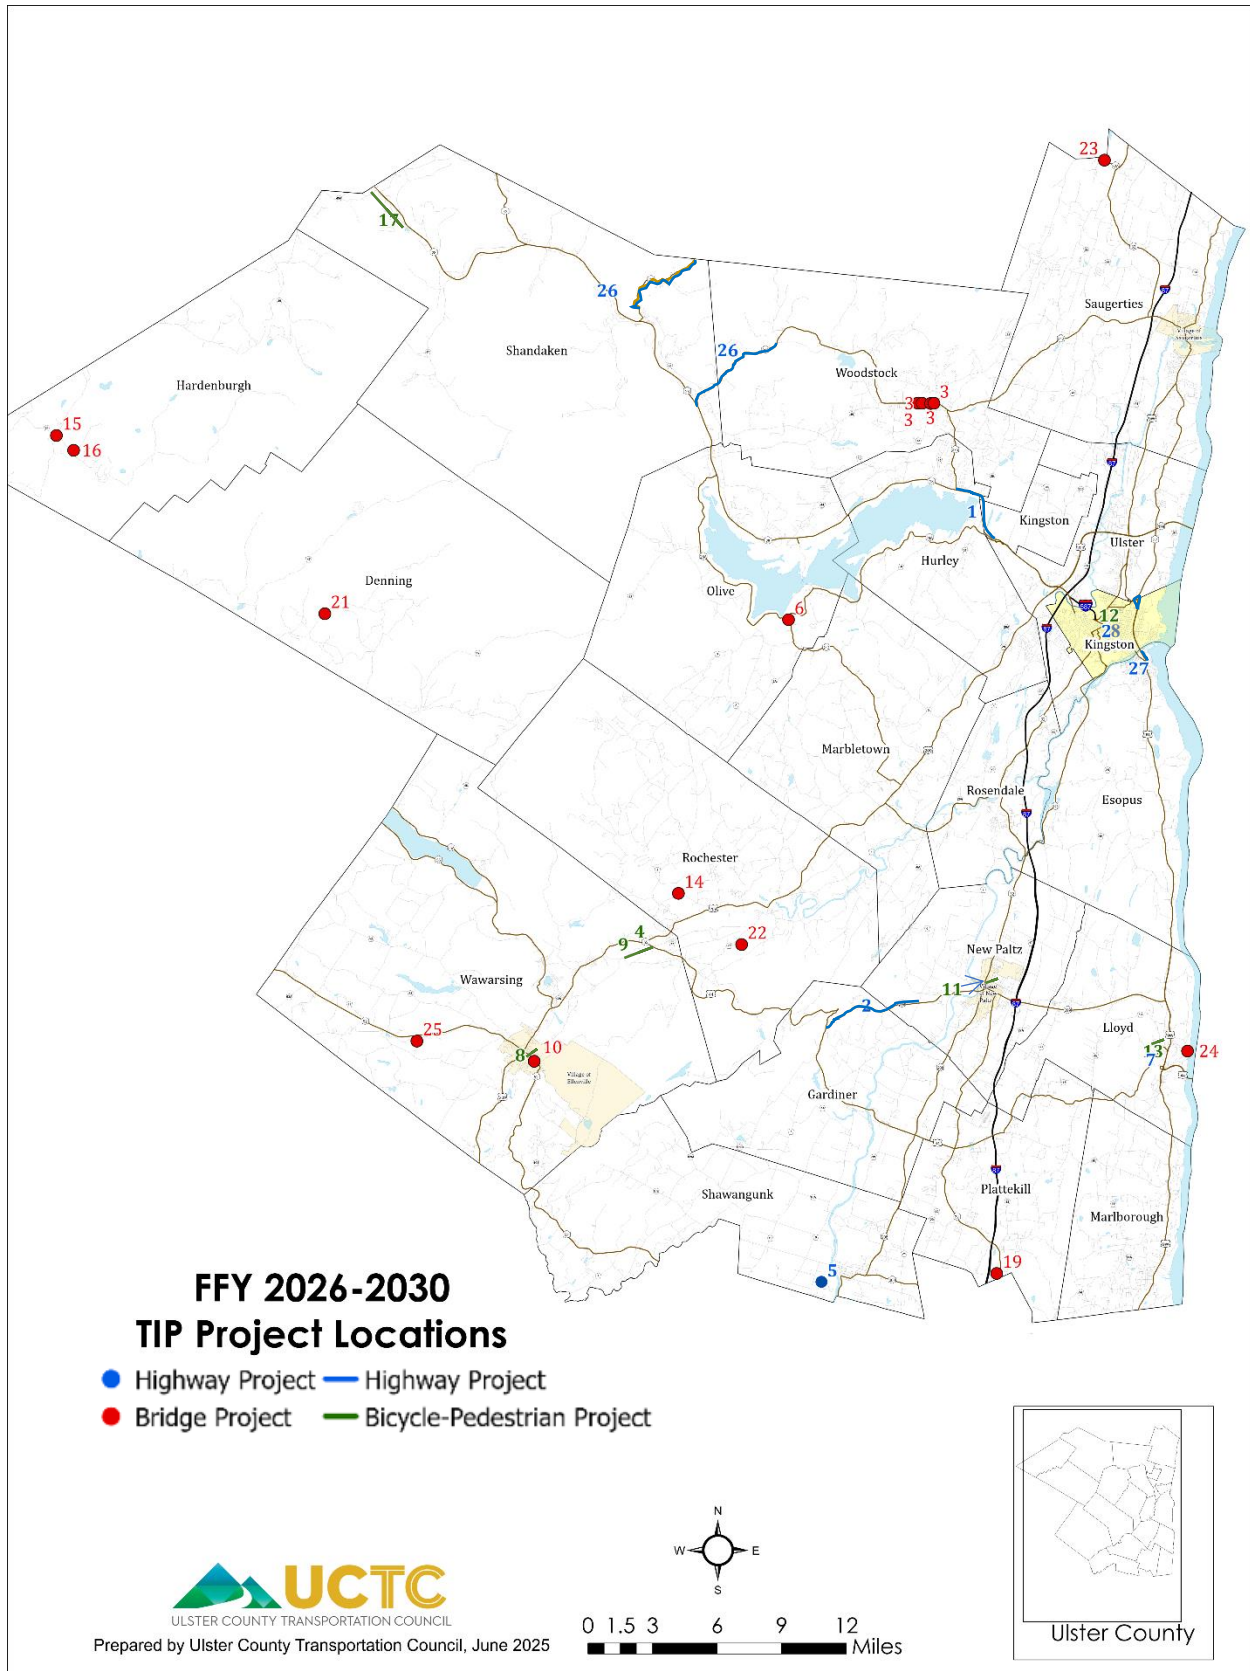 23
17
Saugerties
26
Shandaken
26
Woodstock
Hardenburgh
3
3
3
3
15
16
1
Kingston
Ulster
Hurley
Denning
Olive
21
6
12
28
Kingston
27
Marbletown
Rosendale
Esopus
Rochester
14
4
9
22
New Paltz
Wawarsing
11
2
25
Lloyd
8
10
13
7
24
Village of
Ellenville
Gardiner
Shawangunk
Plattekill
Marlborough
5
19
FFY 2026-2030
TIP Project Locations
Highway Project
Highway Project
Bridge Project
Bicycle-Pedestrian Project
N
W
E
S
UCTC
ULSTER COUNTY TRANSPORTATION COUNCIL
Prepared by Ulster County Transportation Council, June 2025
0 1.5 3 6 9 12
Miles
Ulster County